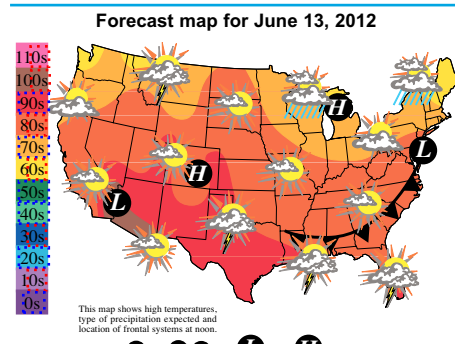 Forecast map for June 13, 2012
110s
100s
90s
80s
70s
60s
50s
40s
30s
20s
10s
0s
H
L
H
L
This map shows high temperatures,
type of precipitation expected and
location of frontal systems at noon.
L H